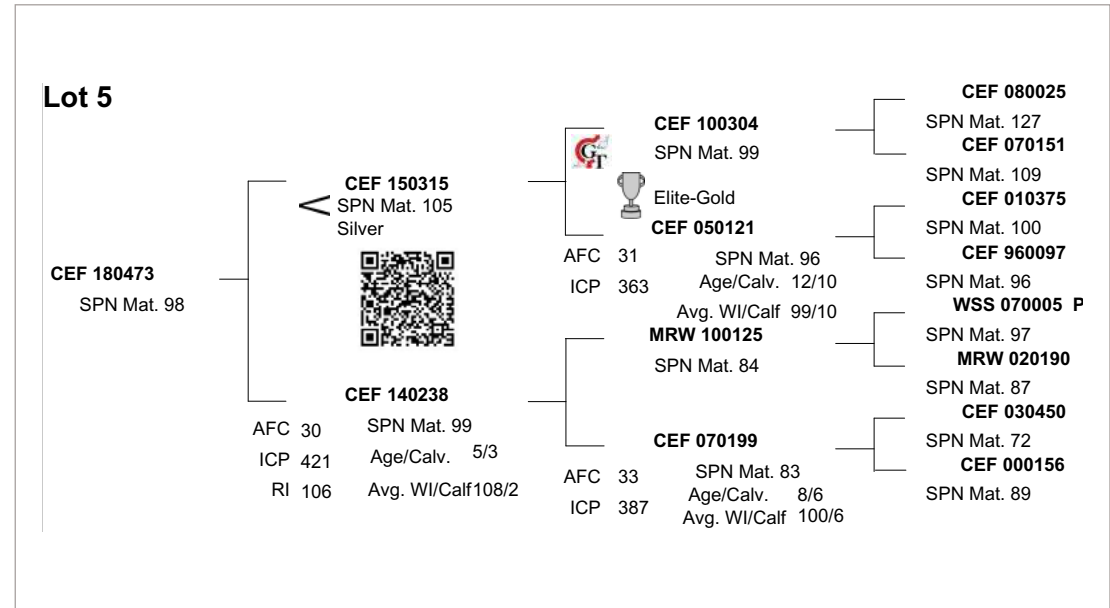 Lot 5
CEF 180473
SPN Mat. 98
CEF 150315
SPN Mat. 105
Silver
CEF 140238
AFC 30 SPN Mat. 99
ICP 421 Age/Calv. 5/3
RI 106 Avg. WI/Calf 108/2
GT
CEF 100304
SPN Mat. 99
Elite-Gold
CEF 050121
AFC 31 SPN Mat. 96
ICP 363 Age/Calv. 12/10
Avg. WI/Calf 99/10
MRW 100125
SPN Mat. 84
CEF 070199
AFC 33 SPN Mat. 83
ICP 387 Age/Calv. 8/6
Avg. WI/Calf 100/6
CEF 080025
SPN Mat. 127
CEF 070151
SPN Mat. 109
CEF 010375
SPN Mat. 100
CEF 960097
SPN Mat. 96
WSS 070005 P
SPN Mat. 97
MRW 020190
SPN Mat. 87
CEF 030450
SPN Mat. 72
CEF 000156
SPN Mat. 89